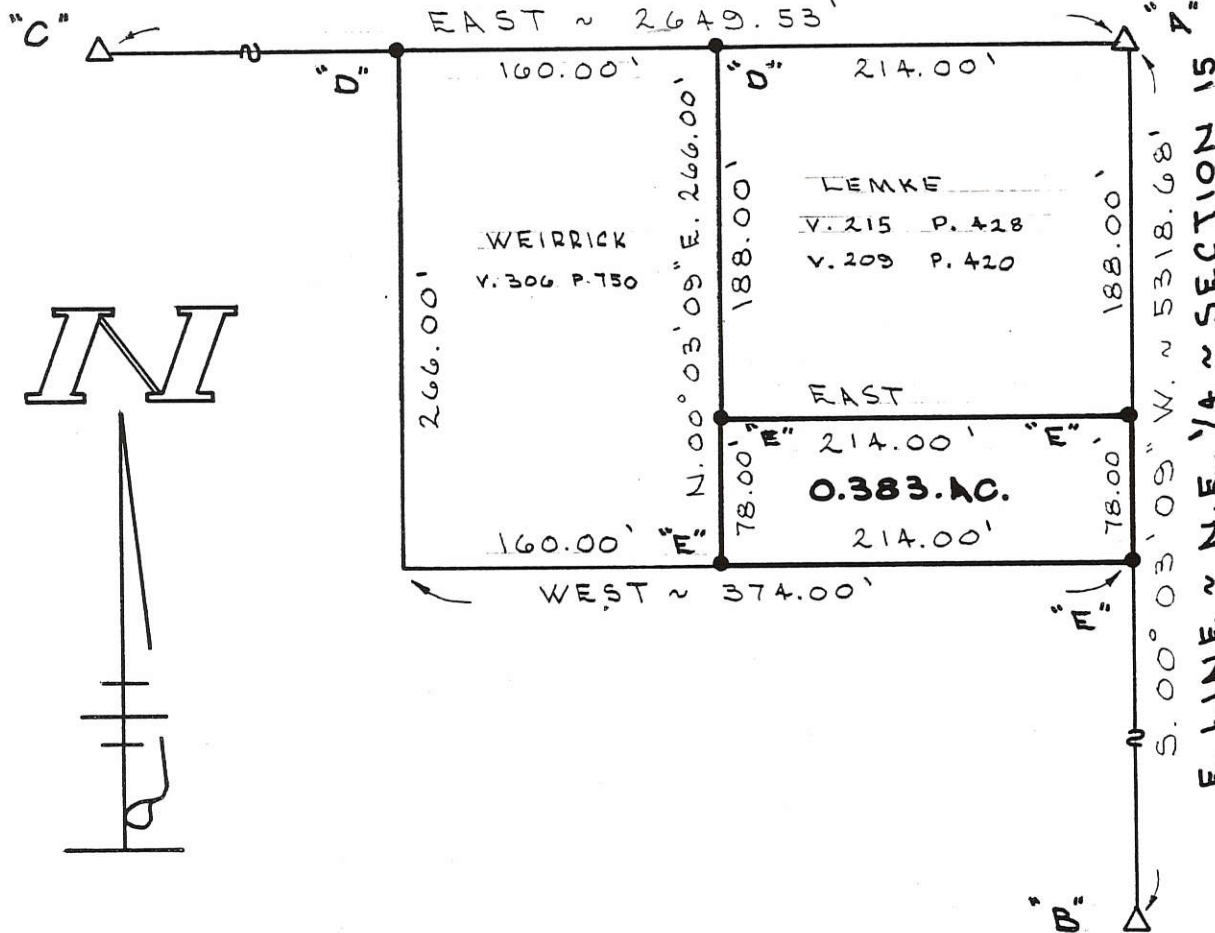 EAST ~ 2649.53'
"C"
"A"
"D"
160.00'
"D"
214.00'
WEIRRICK
V. 306 P. 750
266.00'
N. 00° 03' 09" E. 266.00'
188.00'
LEMKE
V. 215 P. 428
V. 209 P. 420
188.00'
S. 00° 03' 09" W. ~ 5318.68'
E. LINE ~ N.E. 1/4 ~ SECTION 15
N
EAST
"E"
214.00'
"E"
78.00'
0.383.AC.
78.00'
160.00'
"E"
214.00'
WEST ~ 374.00'
"E"
"B"